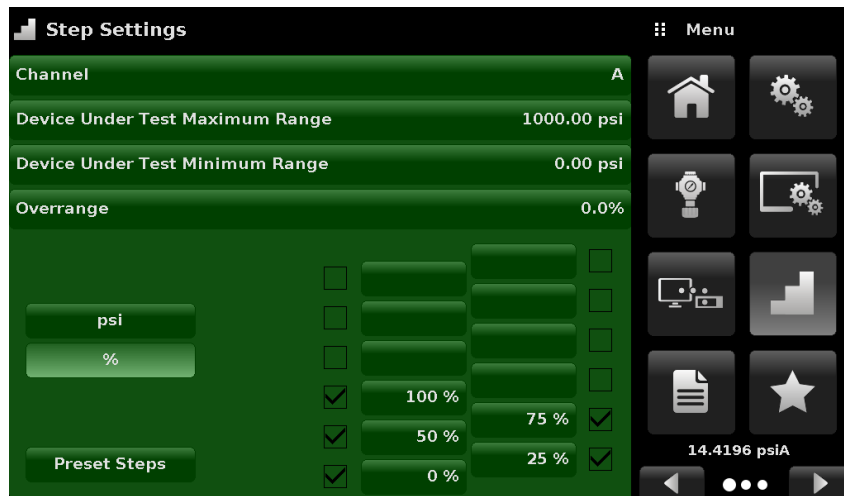 Step Settings
Menu
Channel A
Device Under Test Maximum Range 1000.00 psi
Device Under Test Minimum Range 0.00 psi
Overrange 0.0%
psi
%
100 %
75 %
50 %
25 %
0 %
Preset Steps
14.4196 psiA